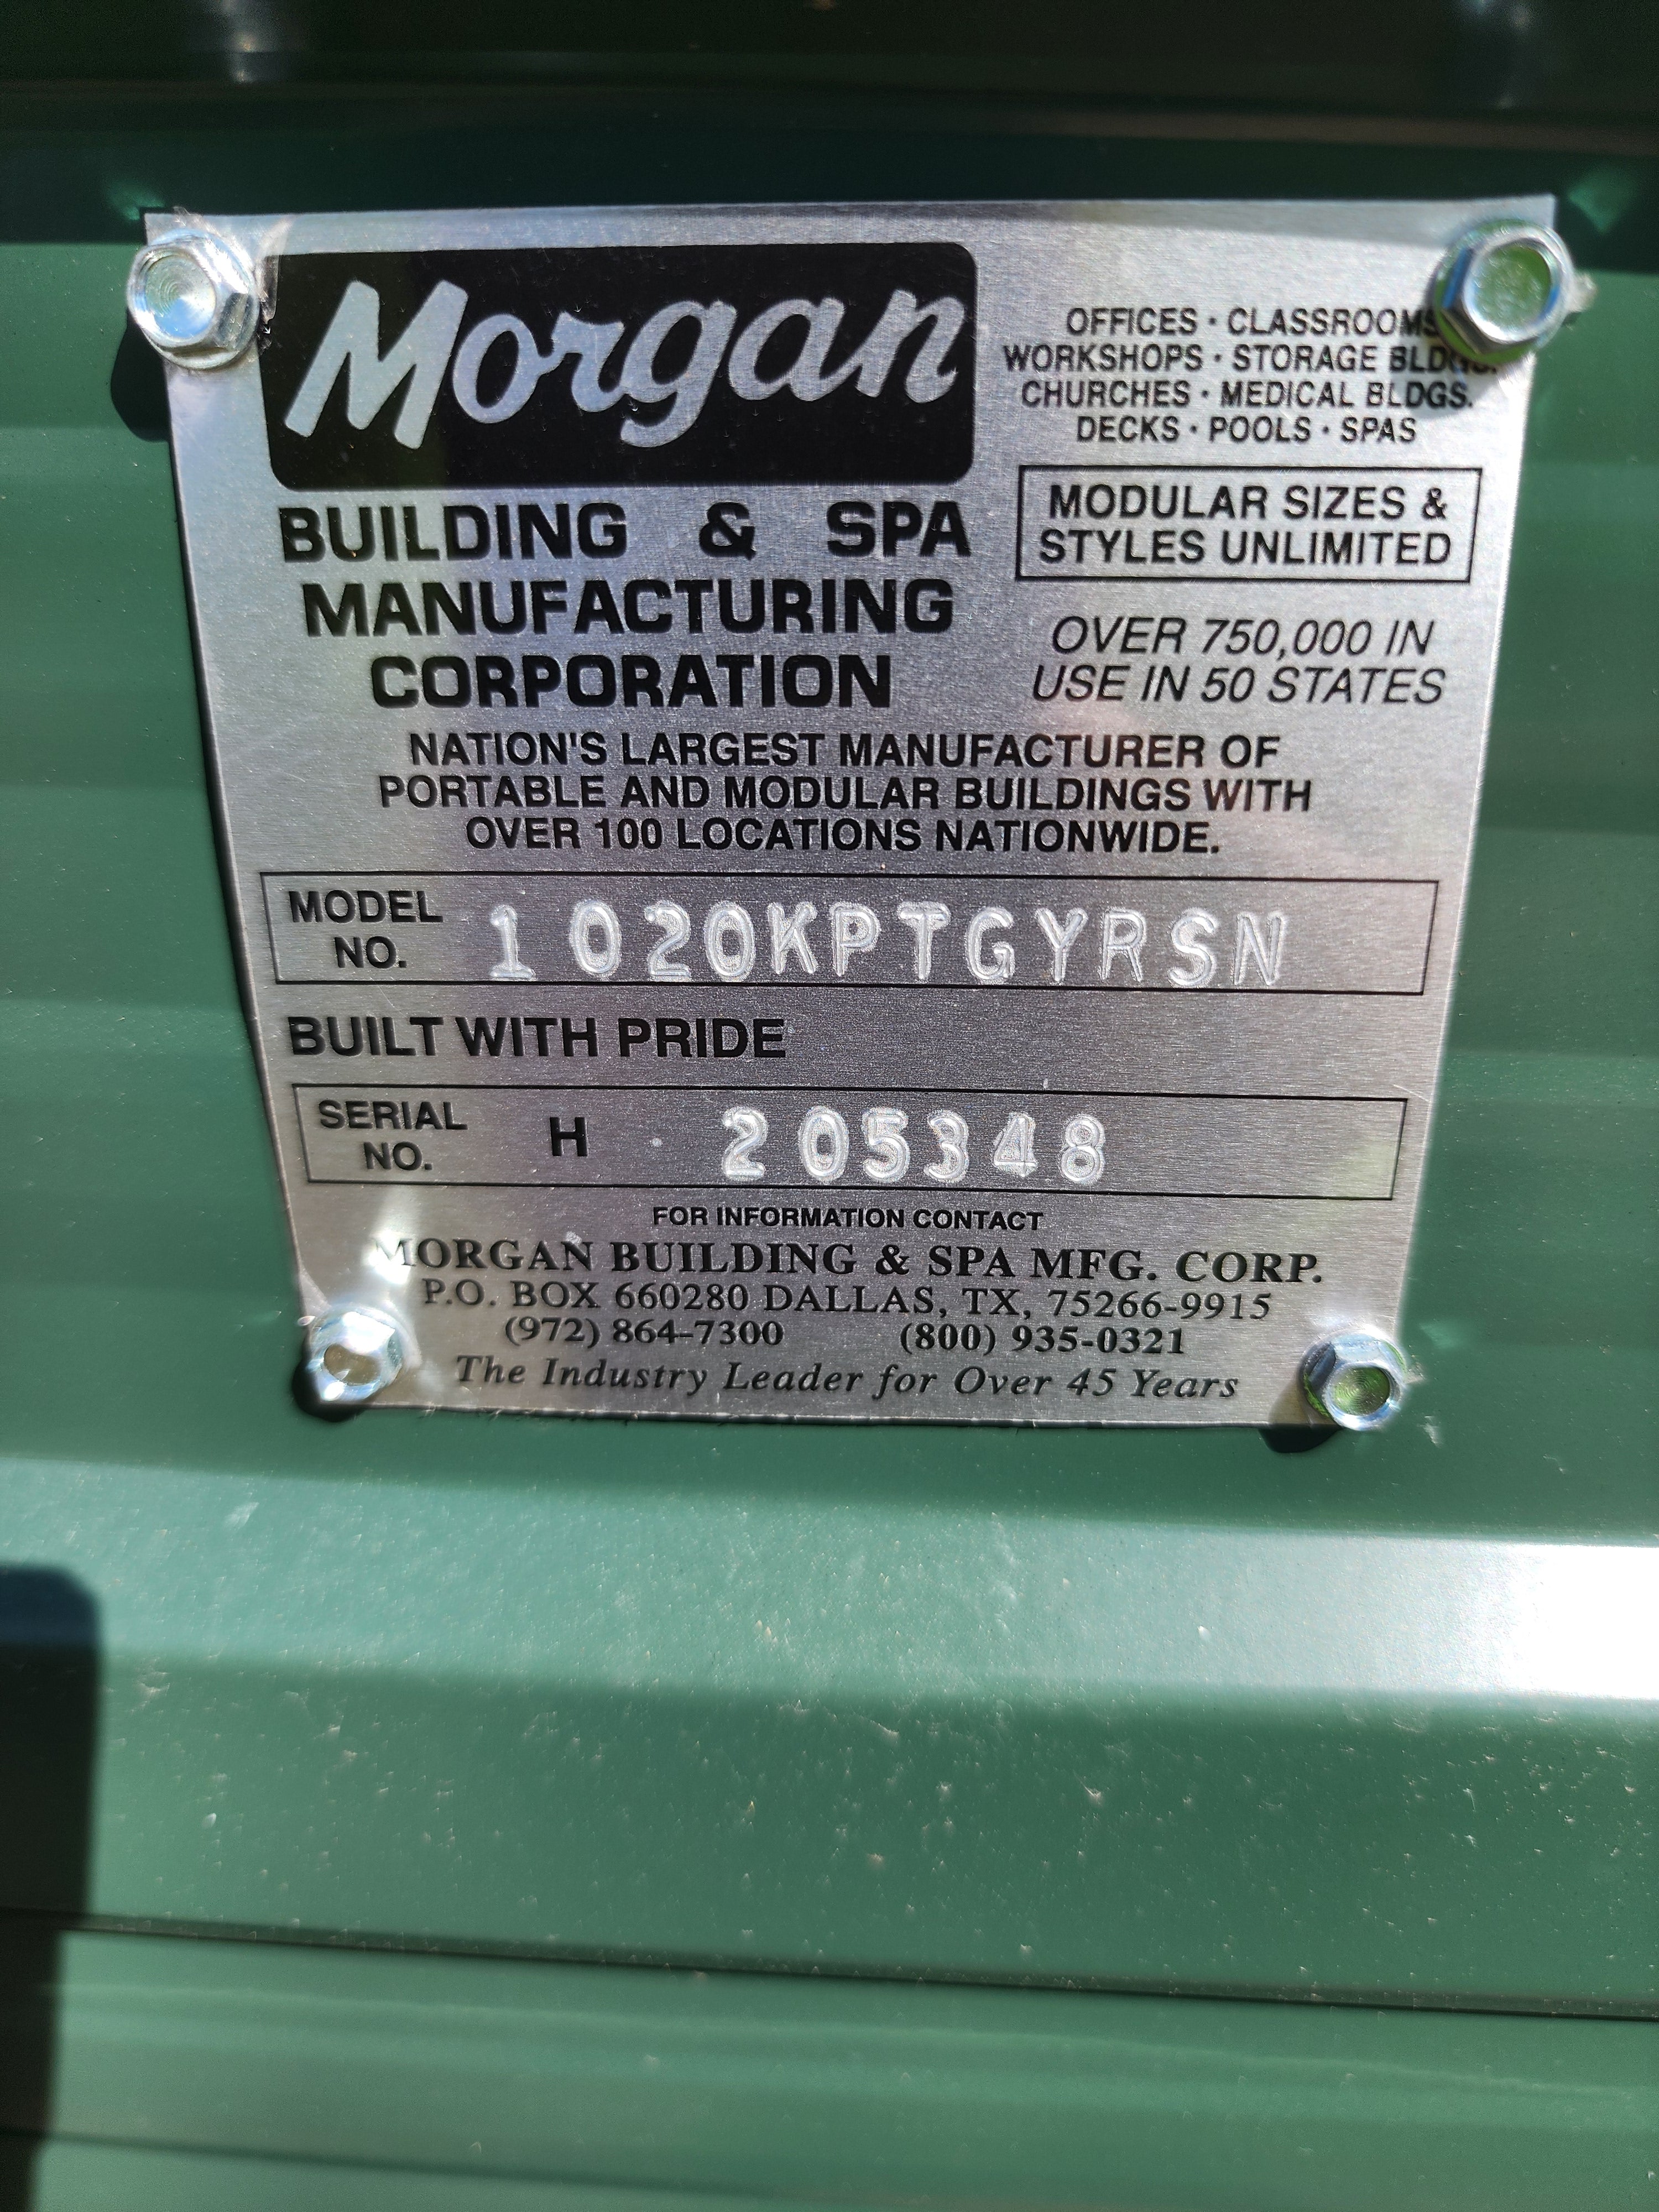 Morgan
BUILDING & SPA
MANUFACTURING
CORPORATION
OFFICES · CLASSROOMS
WORKSHOPS · STORAGE BLDGS.
CHURCHES · MEDICAL BLDGS.
DECKS · POOLS · SPAS
MODULAR SIZES &
STYLES UNLIMITED
OVER 750,000 IN
USE IN 50 STATES
NATION'S LARGEST MANUFACTURER OF
PORTABLE AND MODULAR BUILDINGS WITH
OVER 100 LOCATIONS NATIONWIDE.
MODEL NO. 1020KPTGYRSN
BUILT WITH PRIDE
SERIAL NO. H 205348
FOR INFORMATION CONTACT
MORGAN BUILDING & SPA MFG. CORP.
P.O. BOX 660280 DALLAS, TX, 75266-9915
(972) 864-7300 (800) 935-0321
The Industry Leader for Over 45 Years